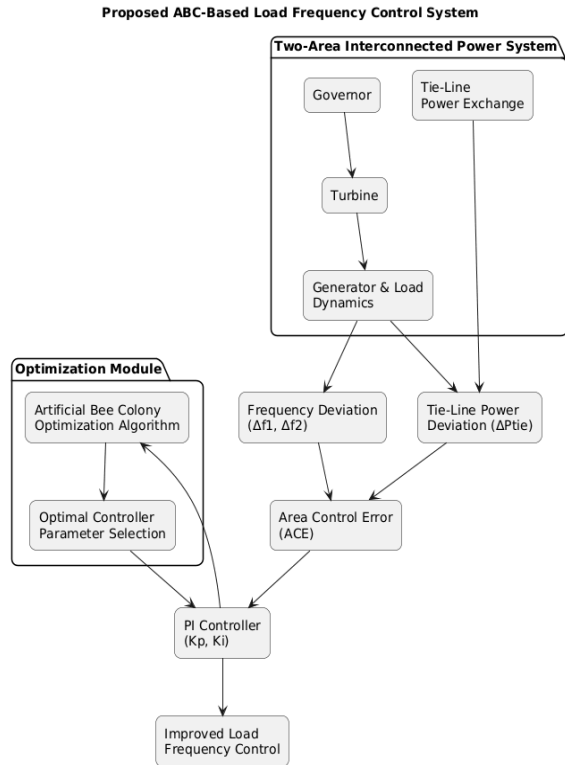 Proposed ABC-Based Load Frequency Control System
Two-Area Interconnected Power System
Governor
Tie-Line
Power Exchange
Turbine
Generator & Load
Dynamics
Optimization Module
Artificial Bee Colony
Optimization Algorithm
Frequency Deviation
(Δf1, Δf2)
Tie-Line Power
Deviation (ΔPtie)
Optimal Controller
Parameter Selection
Area Control Error
(ACE)
PI Controller
(Kp, Ki)
Improved Load
Frequency Control